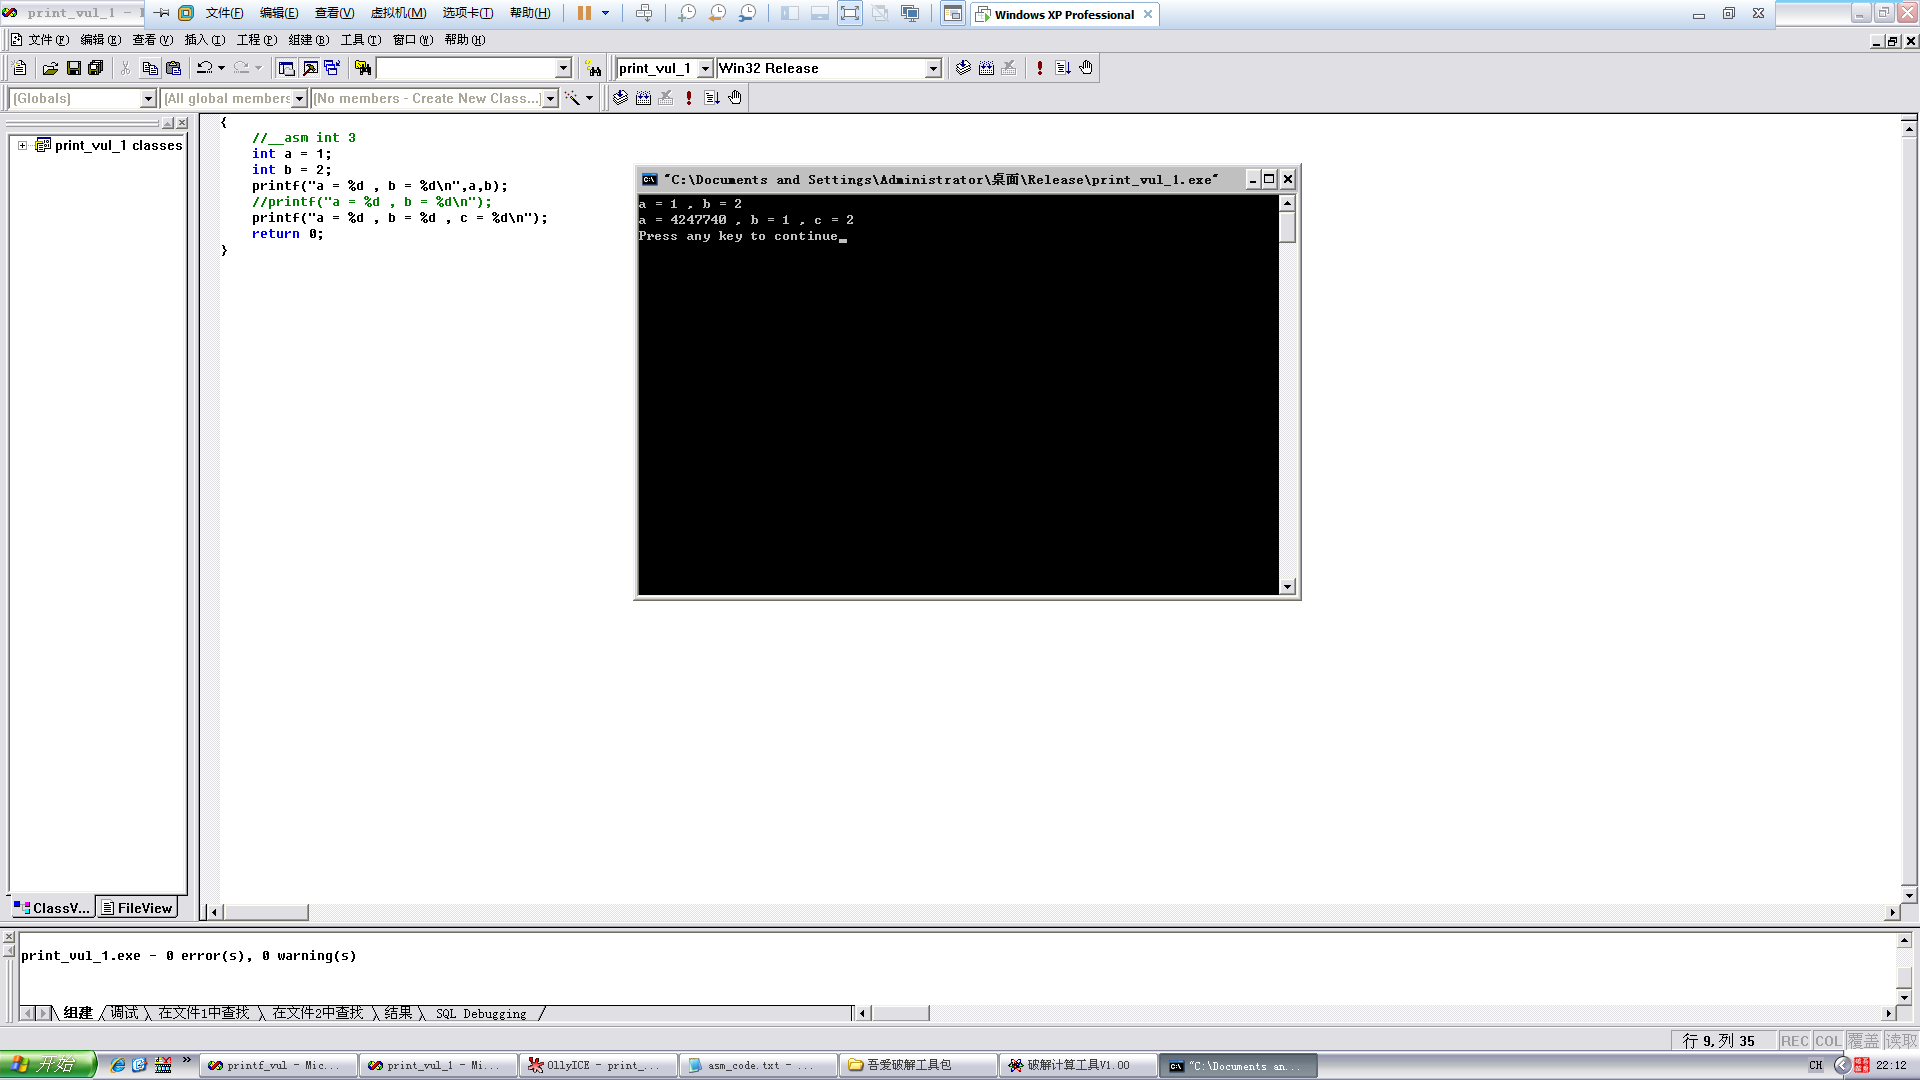 print_vul_1 - 文件(F) 编辑(E) 查看(V) 虚拟机(M) 选项卡(T) 帮助(H) Windows XP Professional
文件(F) 编辑(E) 查看(V) 插入(I) 工程(P) 组建(B) 工具(T) 窗口(W) 帮助(H)
print_vul_1 Win32 Release
(Globals) (All global members (No members - Create New Class...)
print_vul_1 classes
{
//__asm int 3
int a = 1;
int b = 2;
printf("a = %d , b = %d\n",a,b);
//printf("a = %d , b = %d\n");
printf("a = %d , b = %d , c = %d\n");
return 0;
}
"C:\Documents and Settings\Administrator\桌面\Release\print_vul_1.exe"
a = 1 , b = 2
a = 4247740 , b = 1 , c = 2
Press any key to continue_
ClassV... FileView
print_vul_1.exe - 0 error(s), 0 warning(s)
组建 调试 在文件1中查找 在文件2中查找 结果 SQL Debugging
行 9, 列 35 REC COL 覆盖 读取
开始 printf_vul - Mic... print_vul_1 - Mi... OllyICE - print_... asm_code.txt - ... 吾爱破解工具包 破解计算工具V1.00 "C:\Documents an... CH 22:12